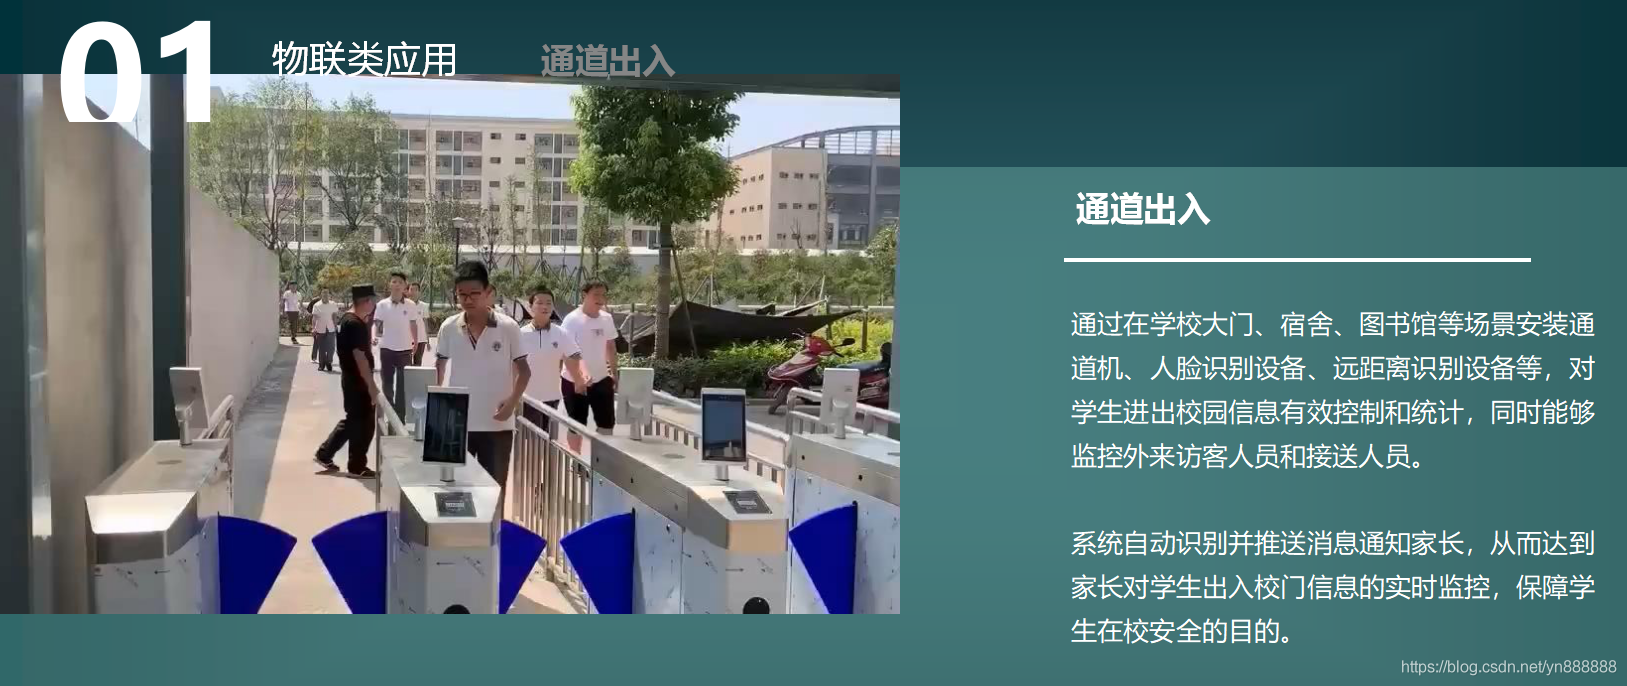 01
物联类应用
通道出入
通道出入
通过在学校大门、宿舍、图书馆等场景安装通
道机、人脸识别设备、远距离识别设备等，对
学生进出校园信息有效控制和统计，同时能够
监控外来访客人员和接送人员。
系统自动识别并推送消息通知家长，从而达到
家长对学生出入校门信息的实时监控，保障学
生在校安全的目的。
https://blog.csdn.net/yn888888